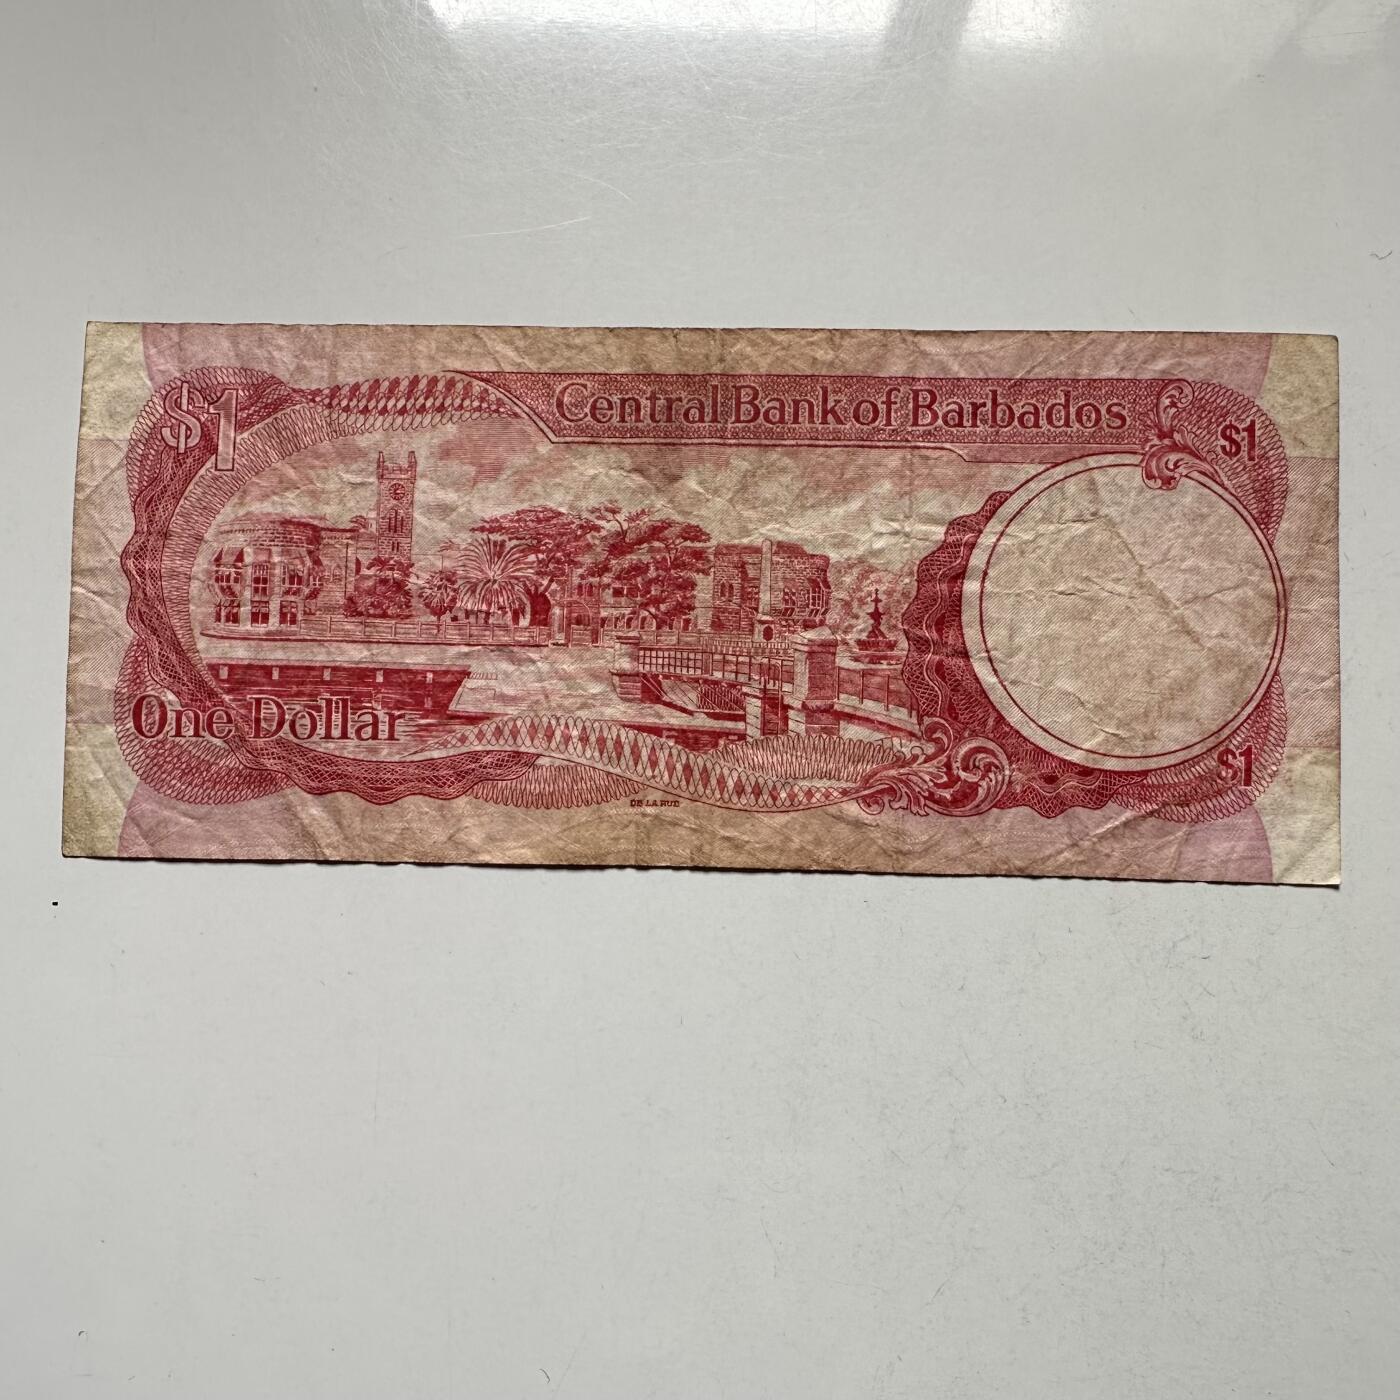 $1
Central Bank of Barbados
$1
One Dollar
$1
DE LA RUE